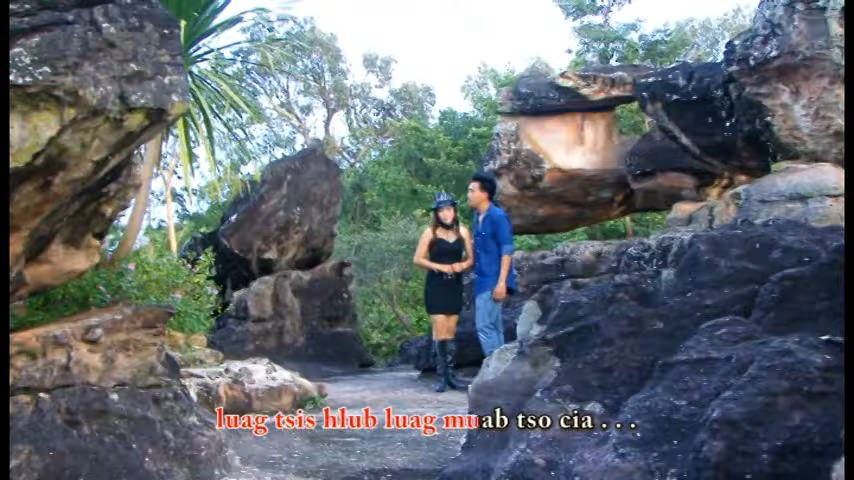 luag tsis hlub luag muab tso cia . . .